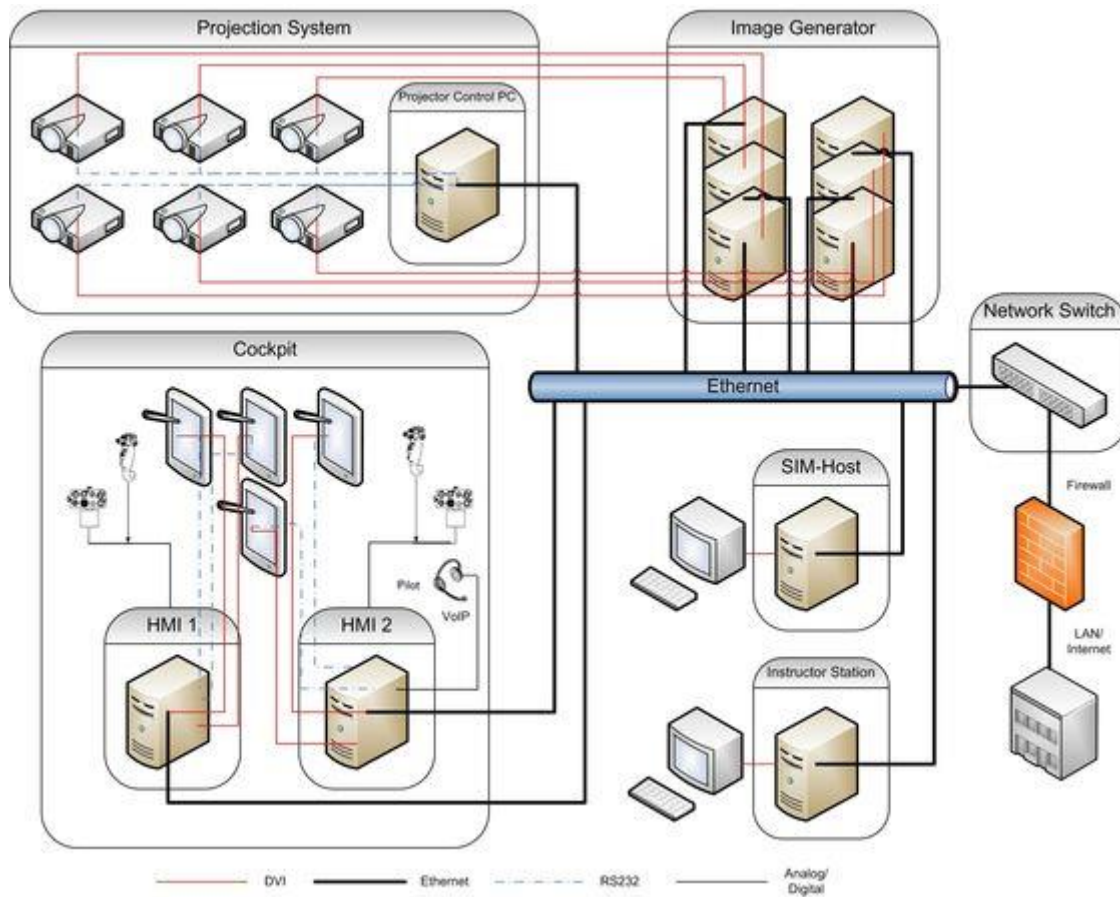 Projection System
Image Generator
Projector Control PC
Network Switch
Cockpit
Ethernet
SIM-Host
Firewall
Pilot
VoIP
HMI 1
HMI 2
LAN/
Internet
Instructor Station
DVI
Ethernet
RS232
Analog/
Digital